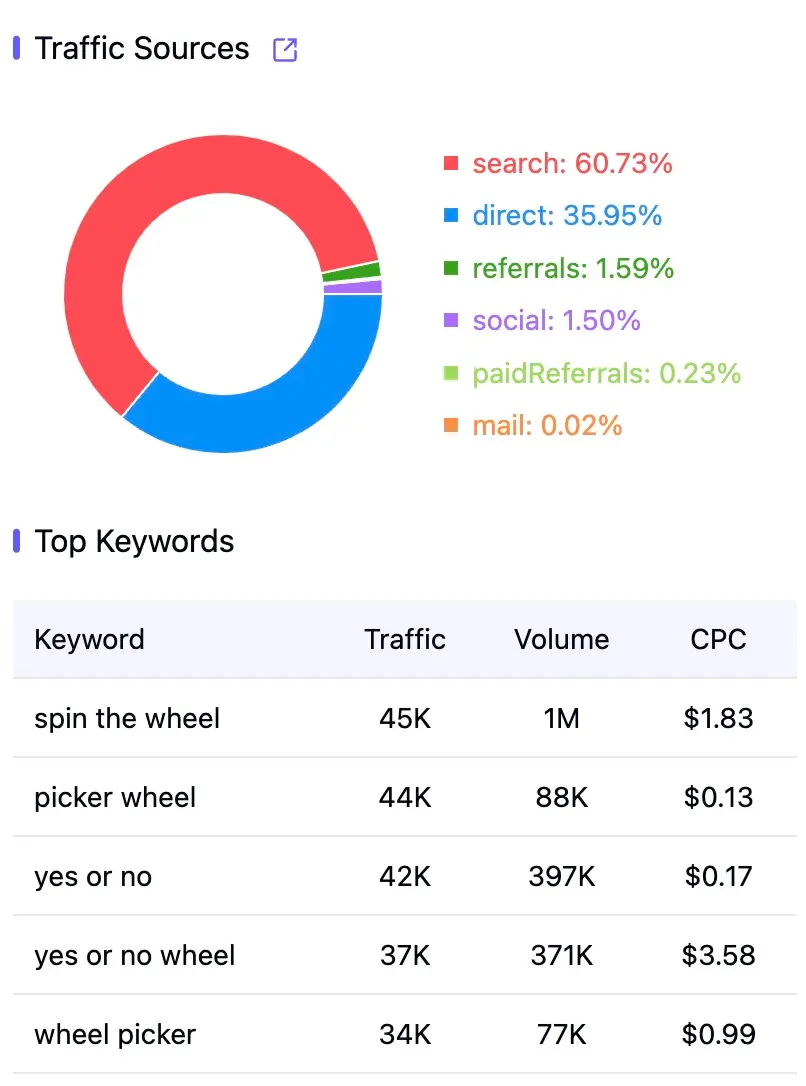 Traffic Sources
search: 60.73%
direct: 35.95%
referrals: 1.59%
social: 1.50%
paidReferrals: 0.23%
mail: 0.02%
Top Keywords
Keyword Traffic Volume CPC
spin the wheel 45K 1M $1.83
picker wheel 44K 88K $0.13
yes or no 42K 397K $0.17
yes or no wheel 37K 371K $3.58
wheel picker 34K 77K $0.99